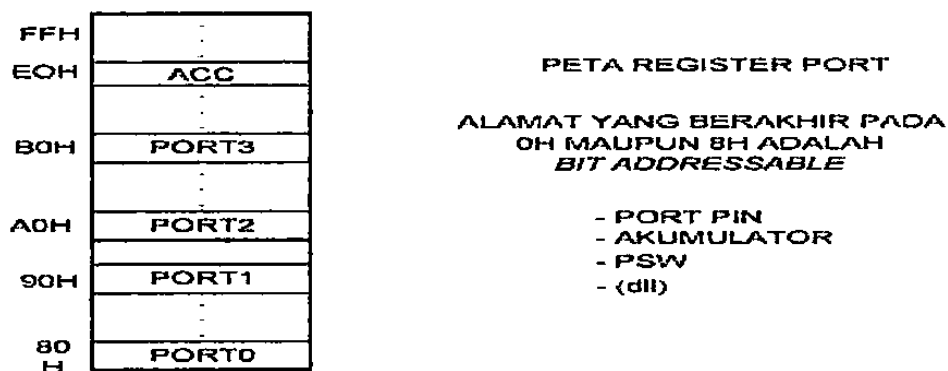 FFH
E0H ACC
B0H PORT3
A0H PORT2
90H PORT1
80
H PORT0
PETA REGISTER PORT
ALAMAT YANG BERAKHIR PADA
0H MAUPUN 8H ADALAH
BIT ADDRESSABLE
- PORT PIN
- AKUMULATOR
- PSW
- (dll)